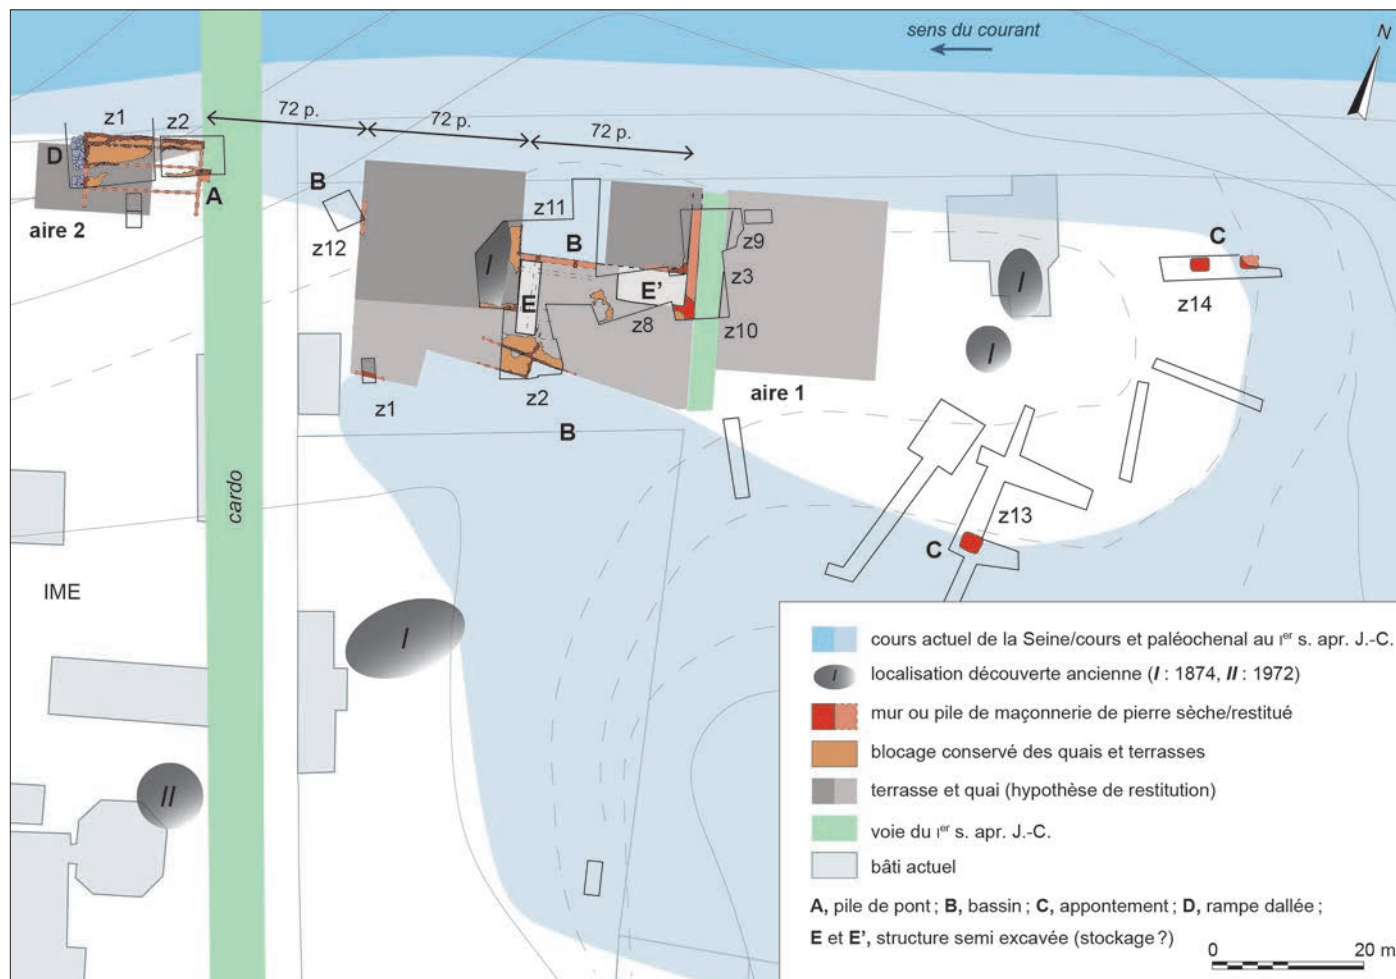 sens du courant
N
72 p.
72 p.
72 p.
z1
z2
D
A
aire 2
B
z12
z11
B
I
E
E’
z9
z3
z8
z10
I
I
C
z14
z1
z2
B
aire 1
cardo
z13
C
IME
I
II
cours actuel de la Seine/cours et paléochenal au Ier s. apr. J.-C.
I
localisation découverte ancienne (I : 1874, II : 1972)
mur ou pile de maçonnerie de pierre sèche/restitué
blocage conservé des quais et terrasses
terrasse et quai (hypothèse de restitution)
voie du Ier s. apr. J.-C.
bâti actuel
A, pile de pont ; B, bassin ; C, appontement ; D, rampe dallée ;
E et E’, structure semi excavée (stockage ?)
0 20 m